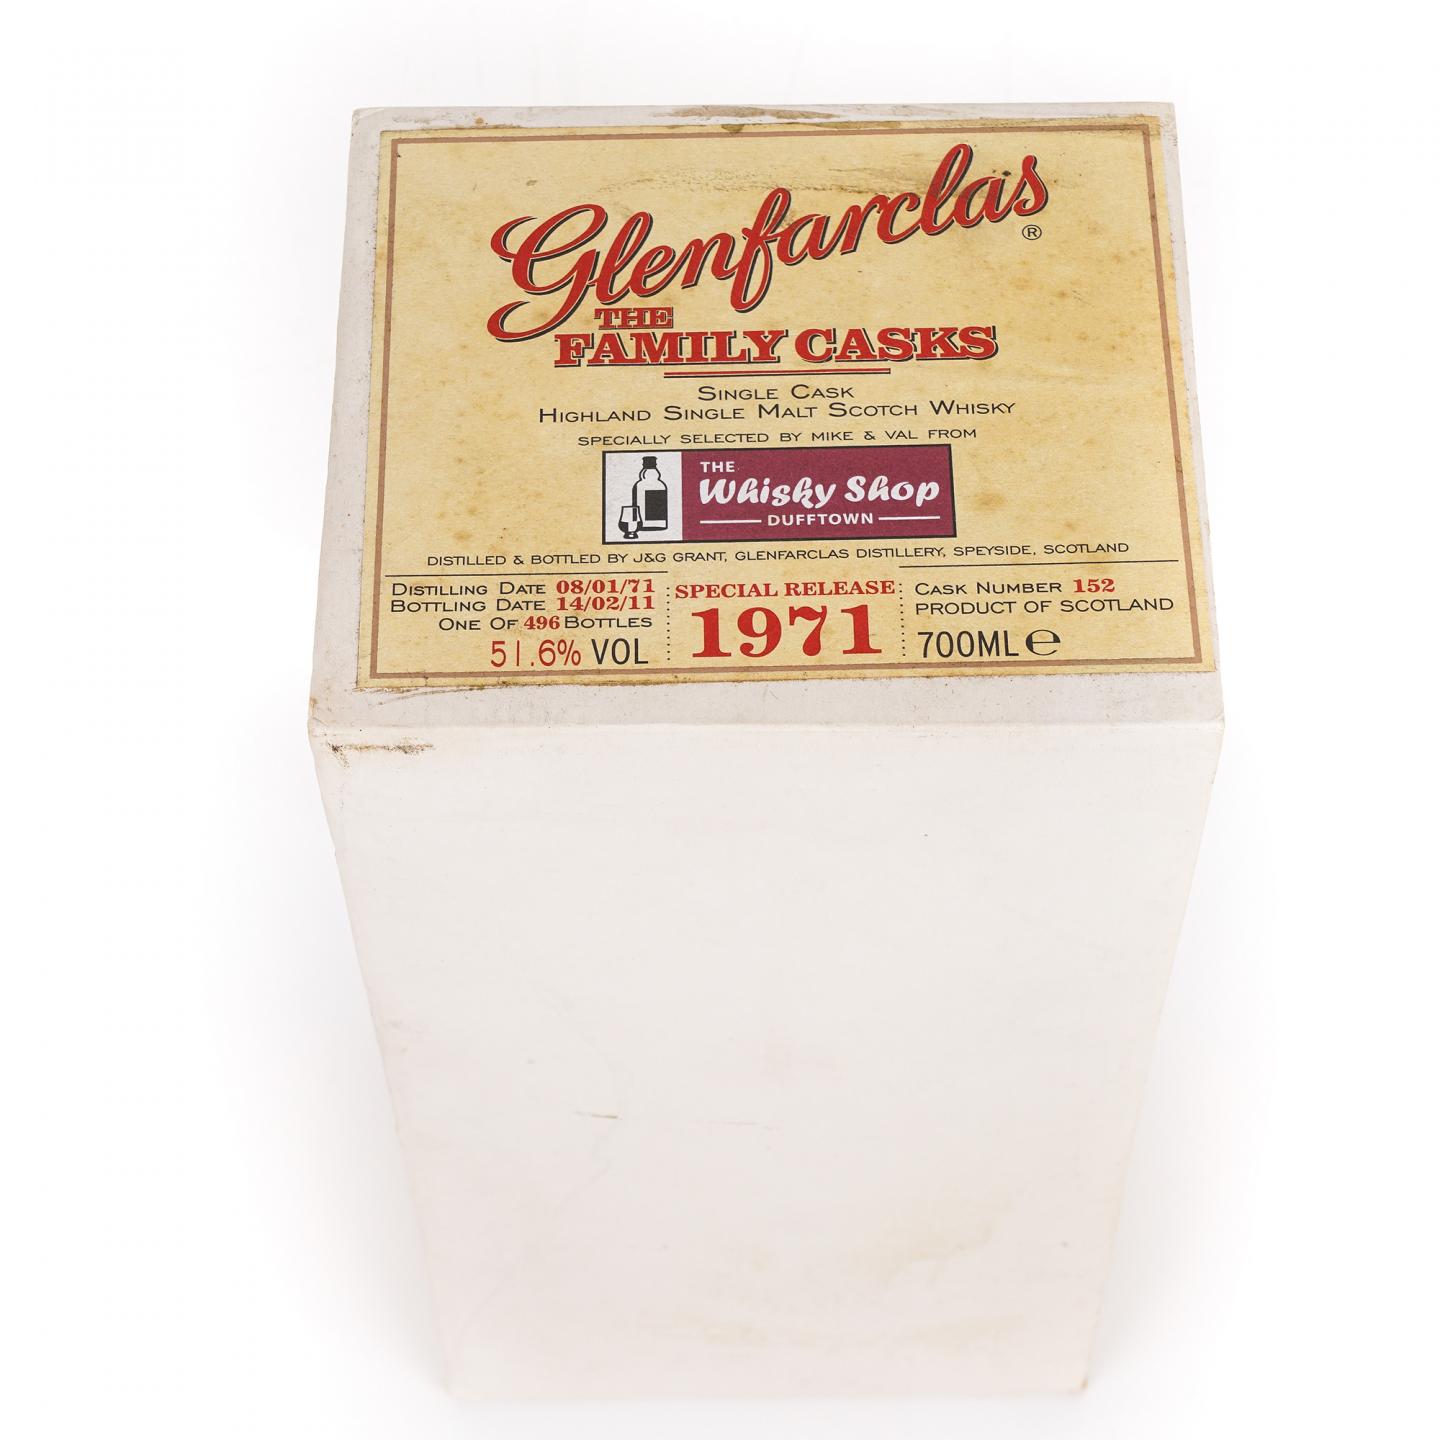 Glenfarclas®
THE
FAMILY CASKS
SINGLE CASK
HIGHLAND SINGLE MALT SCOTCH WHISKY
SPECIALLY SELECTED BY MIKE & VAL FROM
THE
Whisky Shop
DUFFTOWN
DISTILLED & BOTTLED BY J&G GRANT, GLENFARCLAS DISTILLERY, SPEYSIDE, SCOTLAND
DISTILLING DATE 08/01/71
BOTTLING DATE 14/02/11
ONE OF 496 BOTTLES
51.6% VOL
SPECIAL RELEASE
1971
CASK NUMBER 152
PRODUCT OF SCOTLAND
700ML e